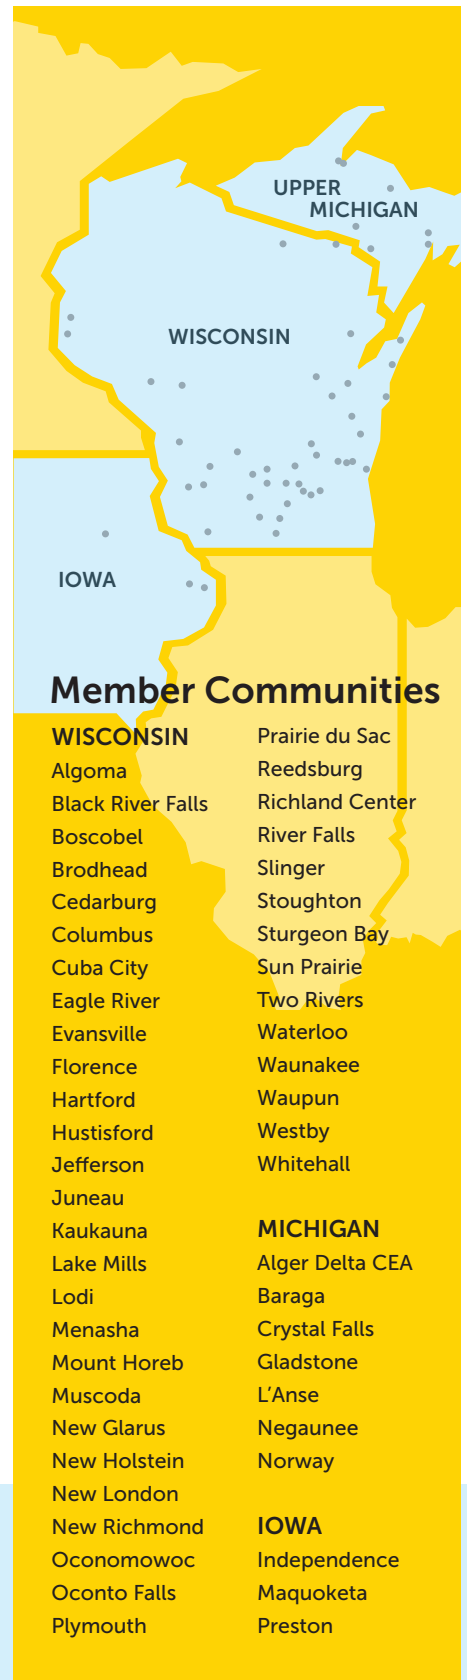 UPPER
MICHIGAN
WISCONSIN
IOWA
Member Communities
WISCONSIN
Algoma
Black River Falls
Boscobel
Brodhead
Cedarburg
Columbus
Cuba City
Eagle River
Evansville
Florence
Hartford
Hustisford
Jefferson
Juneau
Kaukauna
Lake Mills
Lodi
Menasha
Mount Horeb
Muscoda
New Glarus
New Holstein
New London
New Richmond
Oconomowoc
Oconto Falls
Plymouth
Prairie du Sac
Reedsburg
Richland Center
River Falls
Slinger
Stoughton
Sturgeon Bay
Sun Prairie
Two Rivers
Waterloo
Waunakee
Waupun
Westby
Whitehall
MICHIGAN
Alger Delta CEA
Baraga
Crystal Falls
Gladstone
L'Anse
Negaunee
Norway
IOWA
Independence
Maquoketa
Preston